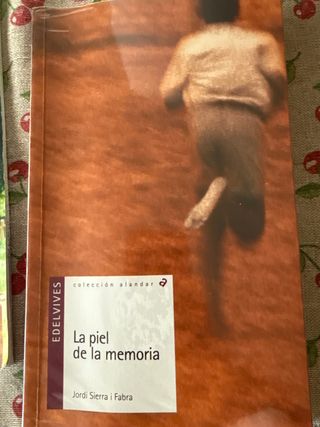 EDELVIVES
colección alandar
La piel
de la memoria
Jordi Sierra i Fabra